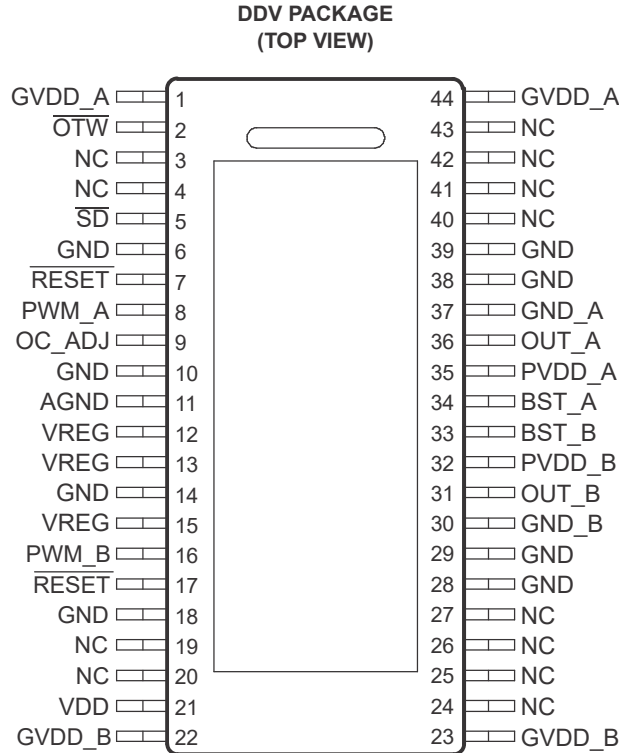 DDV PACKAGE
(TOP VIEW)
GVDD_A 1 44 GVDD_A
OTW 2 43 NC
NC 3 42 NC
NC 4 41 NC
SD 5 40 NC
GND 6 39 GND
RESET 7 38 GND
PWM_A 8 37 GND_A
OC_ADJ 9 36 OUT_A
GND 10 35 PVDD_A
AGND 11 34 BST_A
VREG 12 33 BST_B
VREG 13 32 PVDD_B
GND 14 31 OUT_B
VREG 15 30 GND_B
PWM_B 16 29 GND
RESET 17 28 GND
GND 18 27 NC
NC 19 26 NC
NC 20 25 NC
VDD 21 24 NC
GVDD_B 22 23 GVDD_B